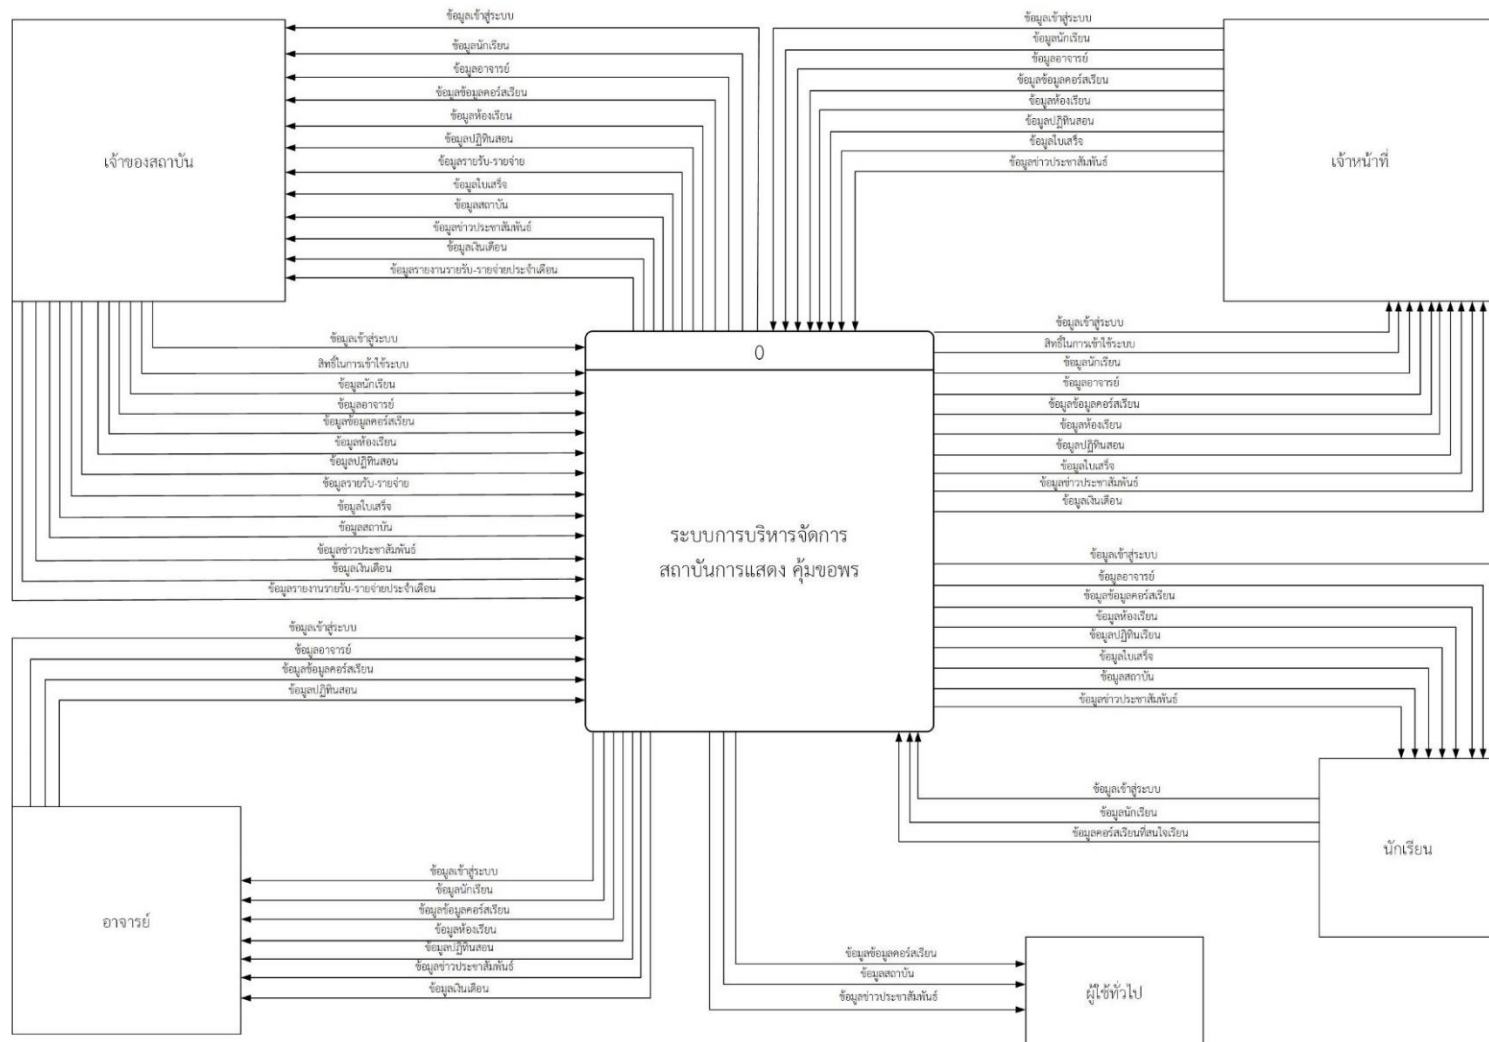 ข้อมูลเข้าสู่ระบบ
ข้อมูลนักเรียน
ข้อมูลอาจารย์
ข้อมูลข้อมูลคอร์สเรียน
ข้อมูลห้องเรียน
ข้อมูลปฏิทินสอน
ข้อมูลรายรับ-รายจ่าย
ข้อมูลใบเสร็จ
ข้อมูลสถาบัน
ข้อมูลข่าวประชาสัมพันธ์
ข้อมูลเงินเดือน
ข้อมูลรายงานรายรับ-รายจ่ายประจำเดือน
เจ้าของสถาบัน
ข้อมูลเข้าสู่ระบบ
ข้อมูลนักเรียน
ข้อมูลอาจารย์
ข้อมูลข้อมูลคอร์สเรียน
ข้อมูลห้องเรียน
ข้อมูลปฏิทินสอน
ข้อมูลใบเสร็จ
ข้อมูลข่าวประชาสัมพันธ์
เจ้าหน้าที่
ข้อมูลเข้าสู่ระบบ
สิทธิ์ในการเข้าใช้ระบบ
ข้อมูลนักเรียน
ข้อมูลอาจารย์
ข้อมูลข้อมูลคอร์สเรียน
ข้อมูลห้องเรียน
ข้อมูลปฏิทินสอน
ข้อมูลรายรับ-รายจ่าย
ข้อมูลใบเสร็จ
ข้อมูลสถาบัน
ข้อมูลข่าวประชาสัมพันธ์
ข้อมูลเงินเดือน
ข้อมูลรายงานรายรับ-รายจ่ายประจำเดือน
0
ระบบการบริหารจัดการ
สถาบันการแสดง คุ้มขอพร
ข้อมูลเข้าสู่ระบบ
สิทธิ์ในการเข้าใช้ระบบ
ข้อมูลนักเรียน
ข้อมูลอาจารย์
ข้อมูลข้อมูลคอร์สเรียน
ข้อมูลห้องเรียน
ข้อมูลปฏิทินสอน
ข้อมูลใบเสร็จ
ข้อมูลข่าวประชาสัมพันธ์
ข้อมูลเงินเดือน
ข้อมูลเข้าสู่ระบบ
ข้อมูลอาจารย์
ข้อมูลข้อมูลคอร์สเรียน
ข้อมูลห้องเรียน
ข้อมูลปฏิทินเรียน
ข้อมูลใบเสร็จ
ข้อมูลสถาบัน
ข้อมูลข่าวประชาสัมพันธ์
ข้อมูลเข้าสู่ระบบ
ข้อมูลอาจารย์
ข้อมูลข้อมูลคอร์สเรียน
ข้อมูลปฏิทินสอน
ข้อมูลเข้าสู่ระบบ
ข้อมูลนักเรียน
ข้อมูลคอร์สเรียนที่สนใจเรียน
นักเรียน
อาจารย์
ข้อมูลเข้าสู่ระบบ
ข้อมูลนักเรียน
ข้อมูลข้อมูลคอร์สเรียน
ข้อมูลห้องเรียน
ข้อมูลปฏิทินสอน
ข้อมูลข่าวประชาสัมพันธ์
ข้อมูลเงินเดือน
ข้อมูลข้อมูลคอร์สเรียน
ข้อมูลสถาบัน
ข้อมูลข่าวประชาสัมพันธ์
ผู้ใช้ทั่วไป